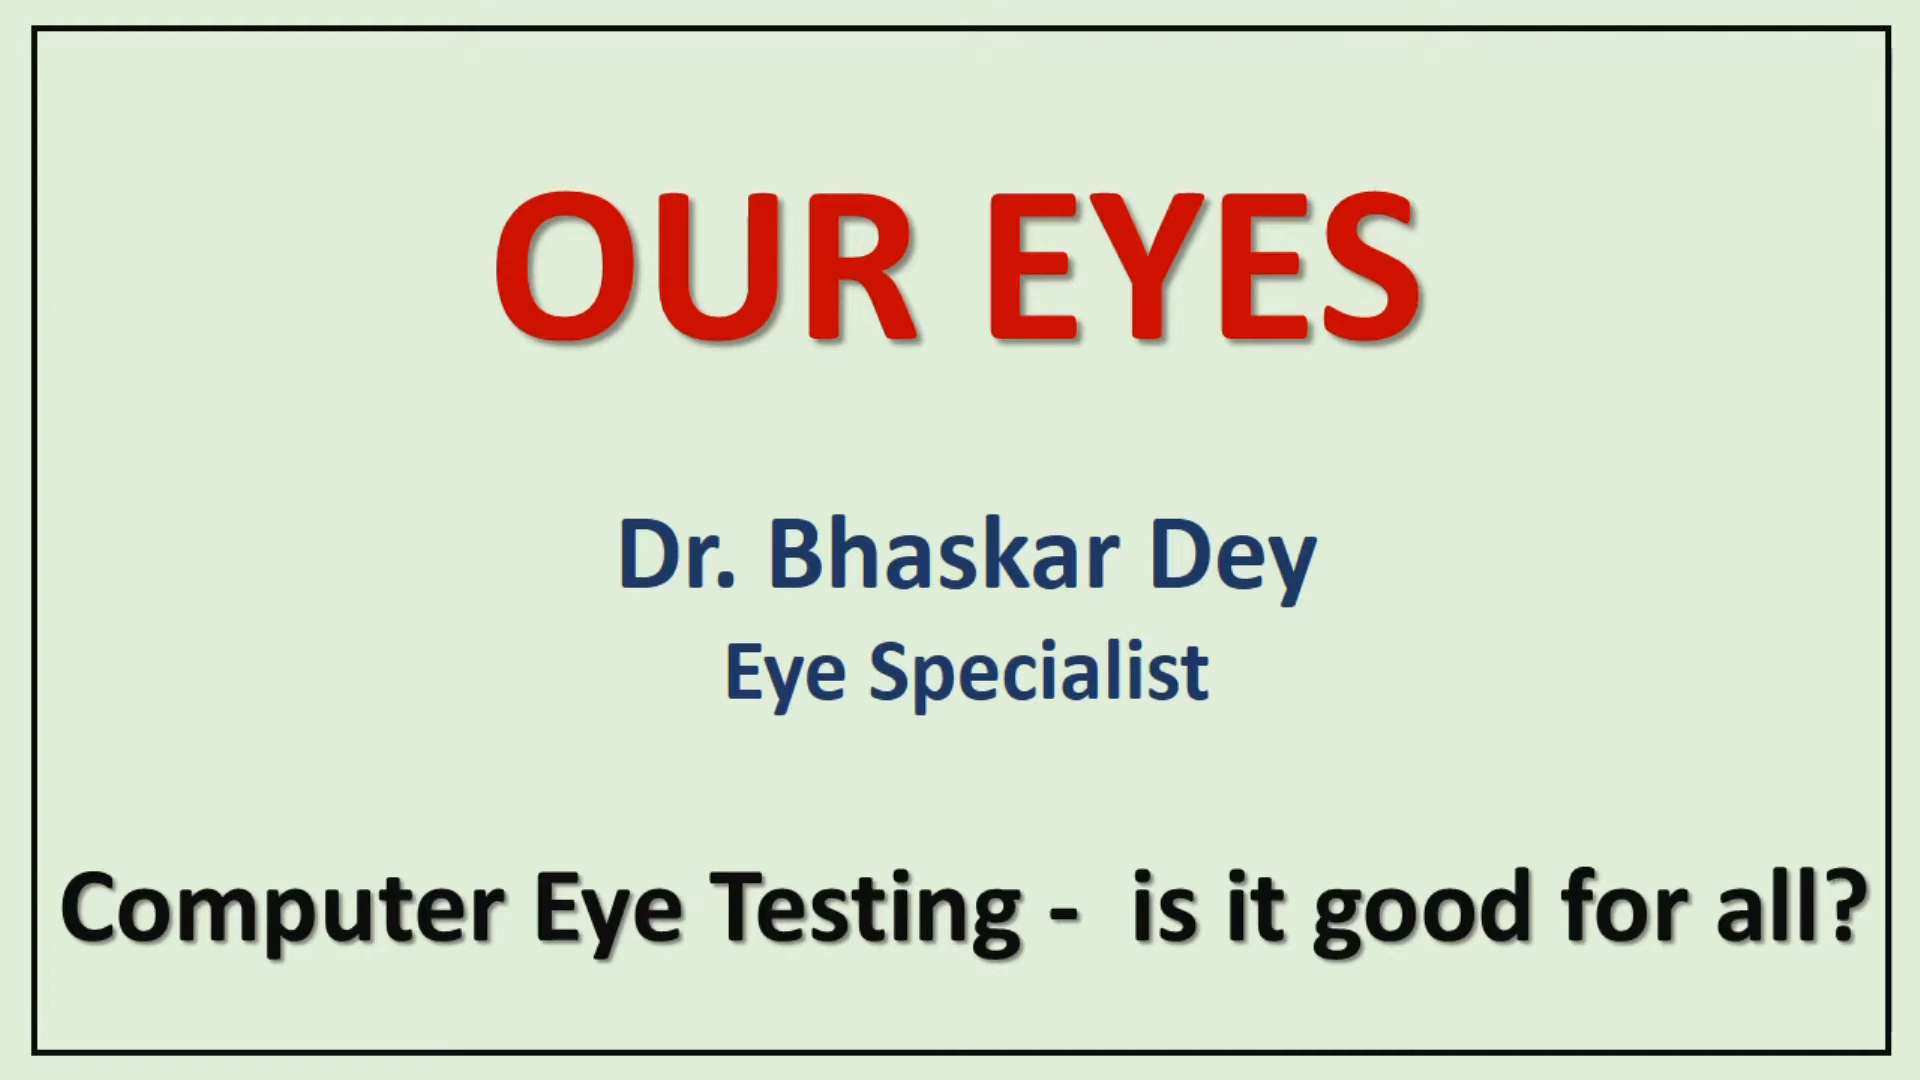 OUR EYES
Dr. Bhaskar Dey
Eye Specialist
Computer Eye Testing - is it good for all?